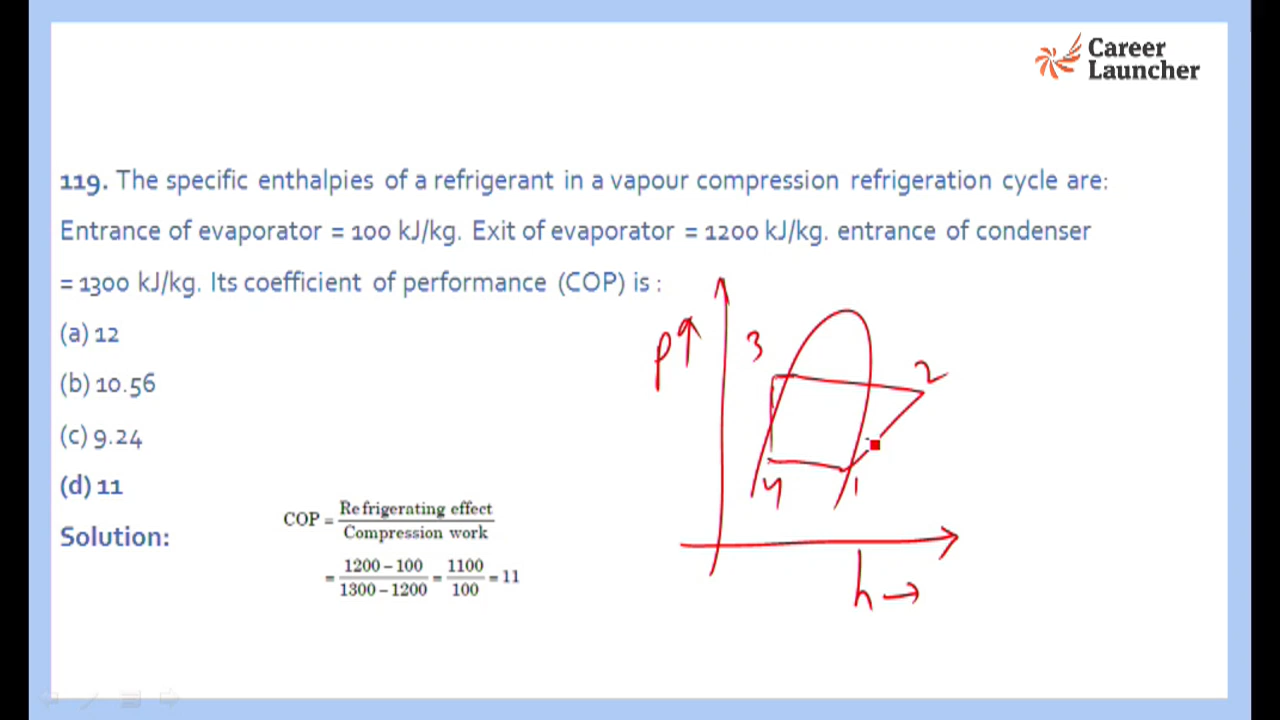 Career
Launcher
119. The specific enthalpies of a refrigerant in a vapour compression refrigeration cycle are:
Entrance of evaporator = 100 kJ/kg. Exit of evaporator = 1200 kJ/kg. entrance of condenser
= 1300 kJ/kg. Its coefficient of performance (COP) is :
(a) 12
(b) 10.56
(c) 9.24
(d) 11
Solution:
COP = Refrigerating effect
Compression work
= 1200 – 100 = 1100 = 11
1300 – 1200 100
P↑
3
2
4
1
h→